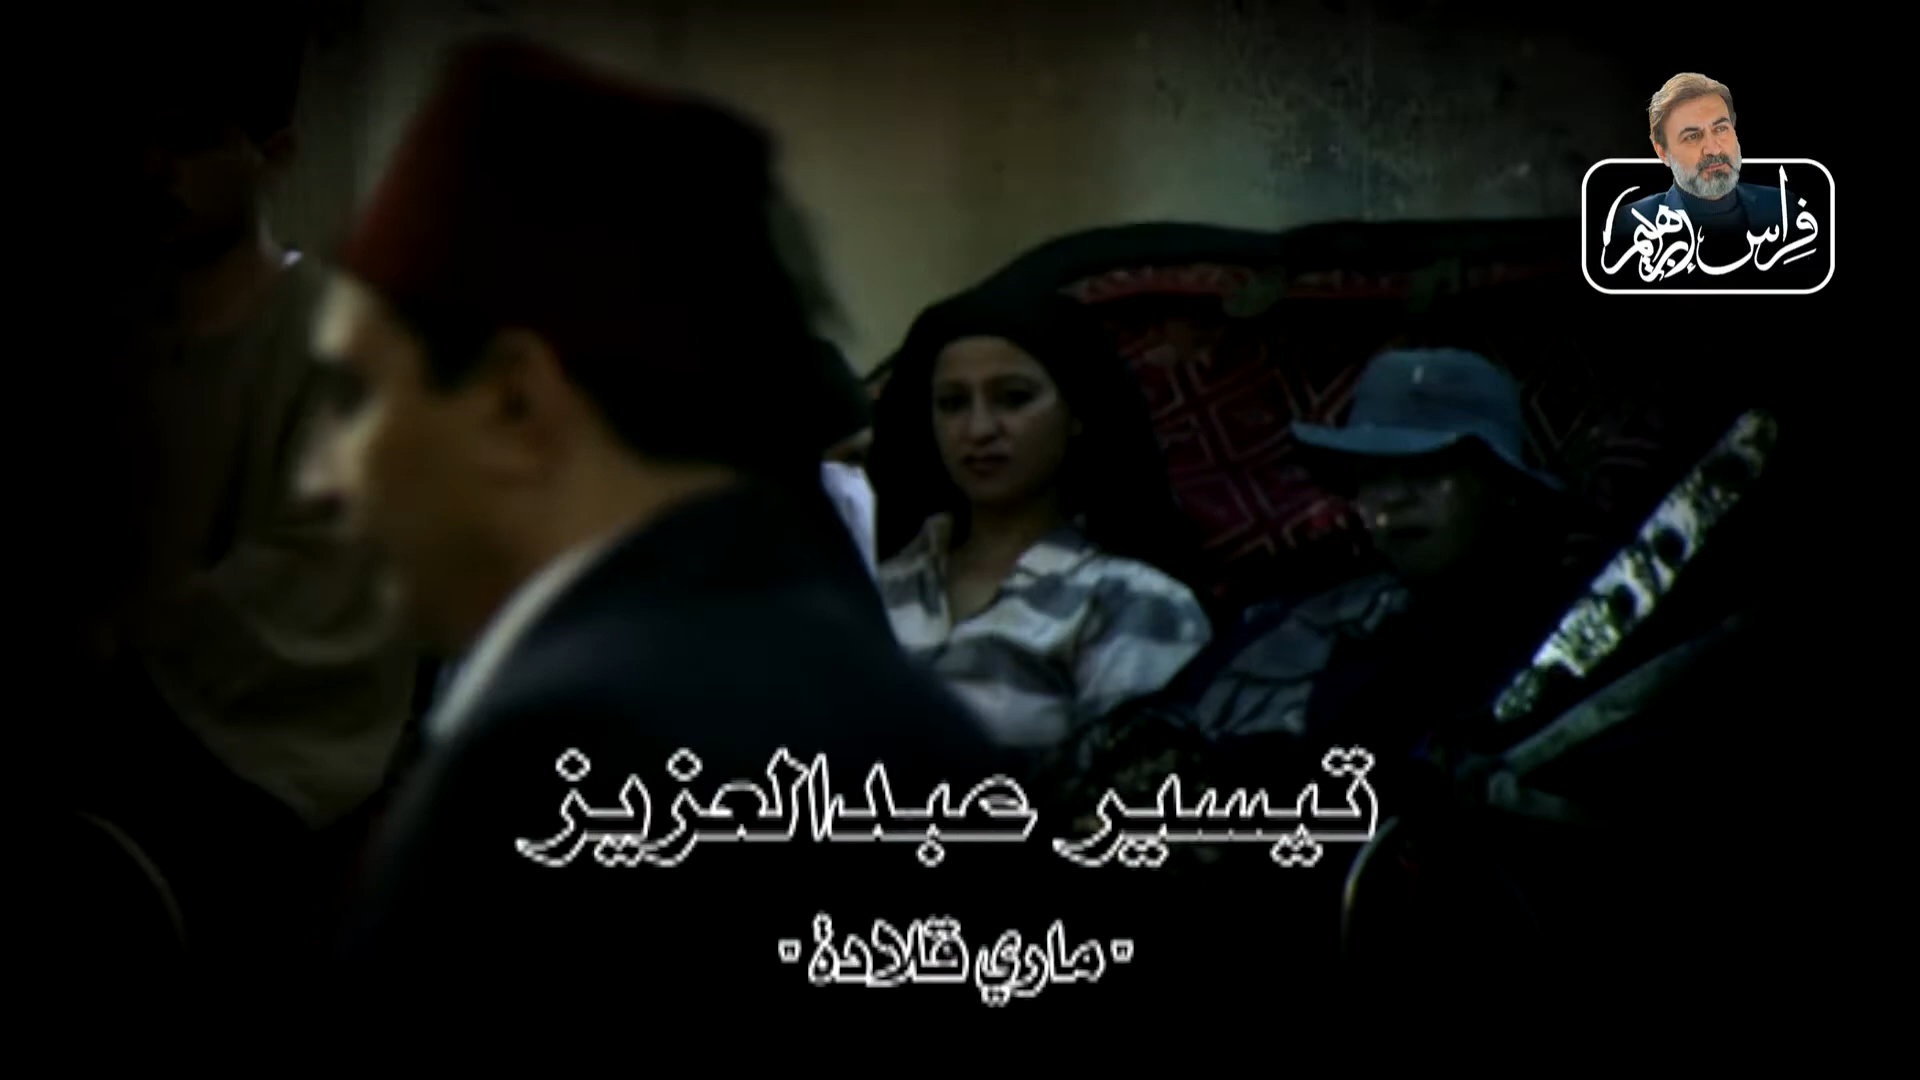 فراس إبراهيم
تيسير عبدالعزيز
- ماري قلادة -